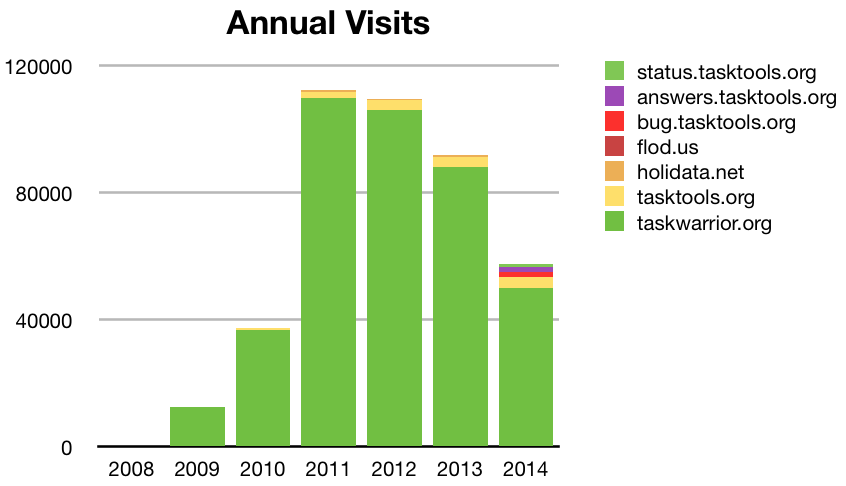 Annual Visits
120000
80000
40000
0
2008 2009 2010 2011 2012 2013 2014
status.tasktools.org
answers.tasktools.org
bug.tasktools.org
flod.us
holidata.net
tasktools.org
taskwarrior.org